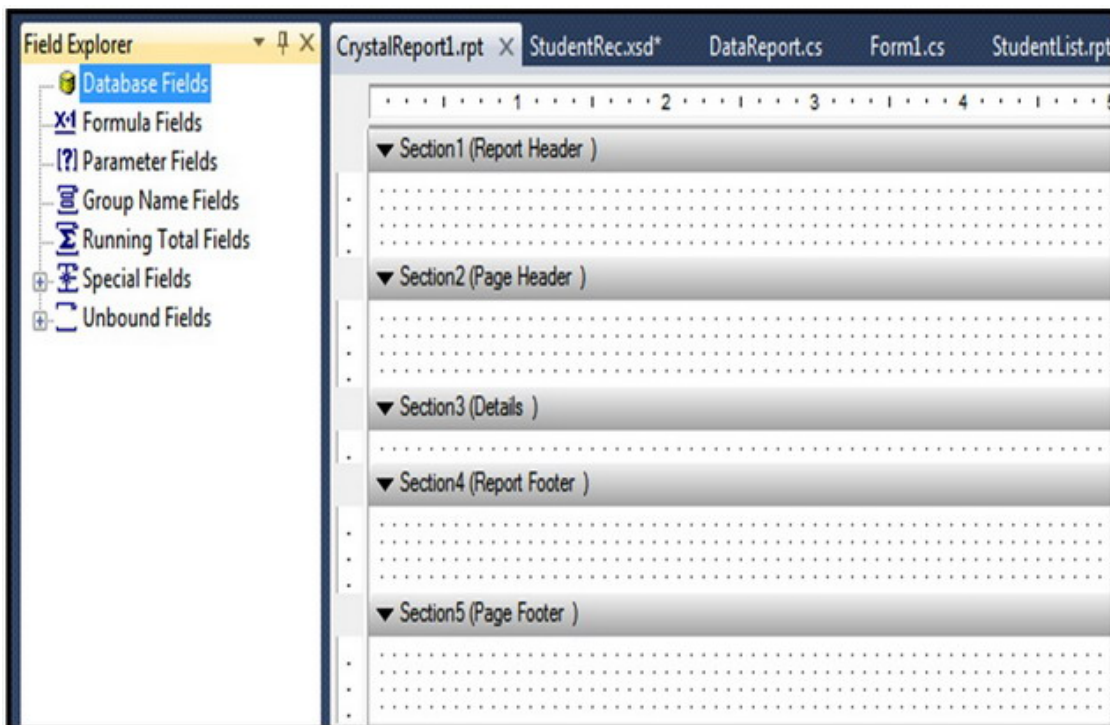 Field Explorer
Database Fields
Formula Fields
Parameter Fields
Group Name Fields
Running Total Fields
Special Fields
Unbound Fields
CrystalReport1.rpt StudentRec.xsd* DataReport.cs Form1.cs StudentList.rpt
1 2 3 4 5
Section1 (Report Header )
Section2 (Page Header )
Section3 (Details )
Section4 (Report Footer )
Section5 (Page Footer )